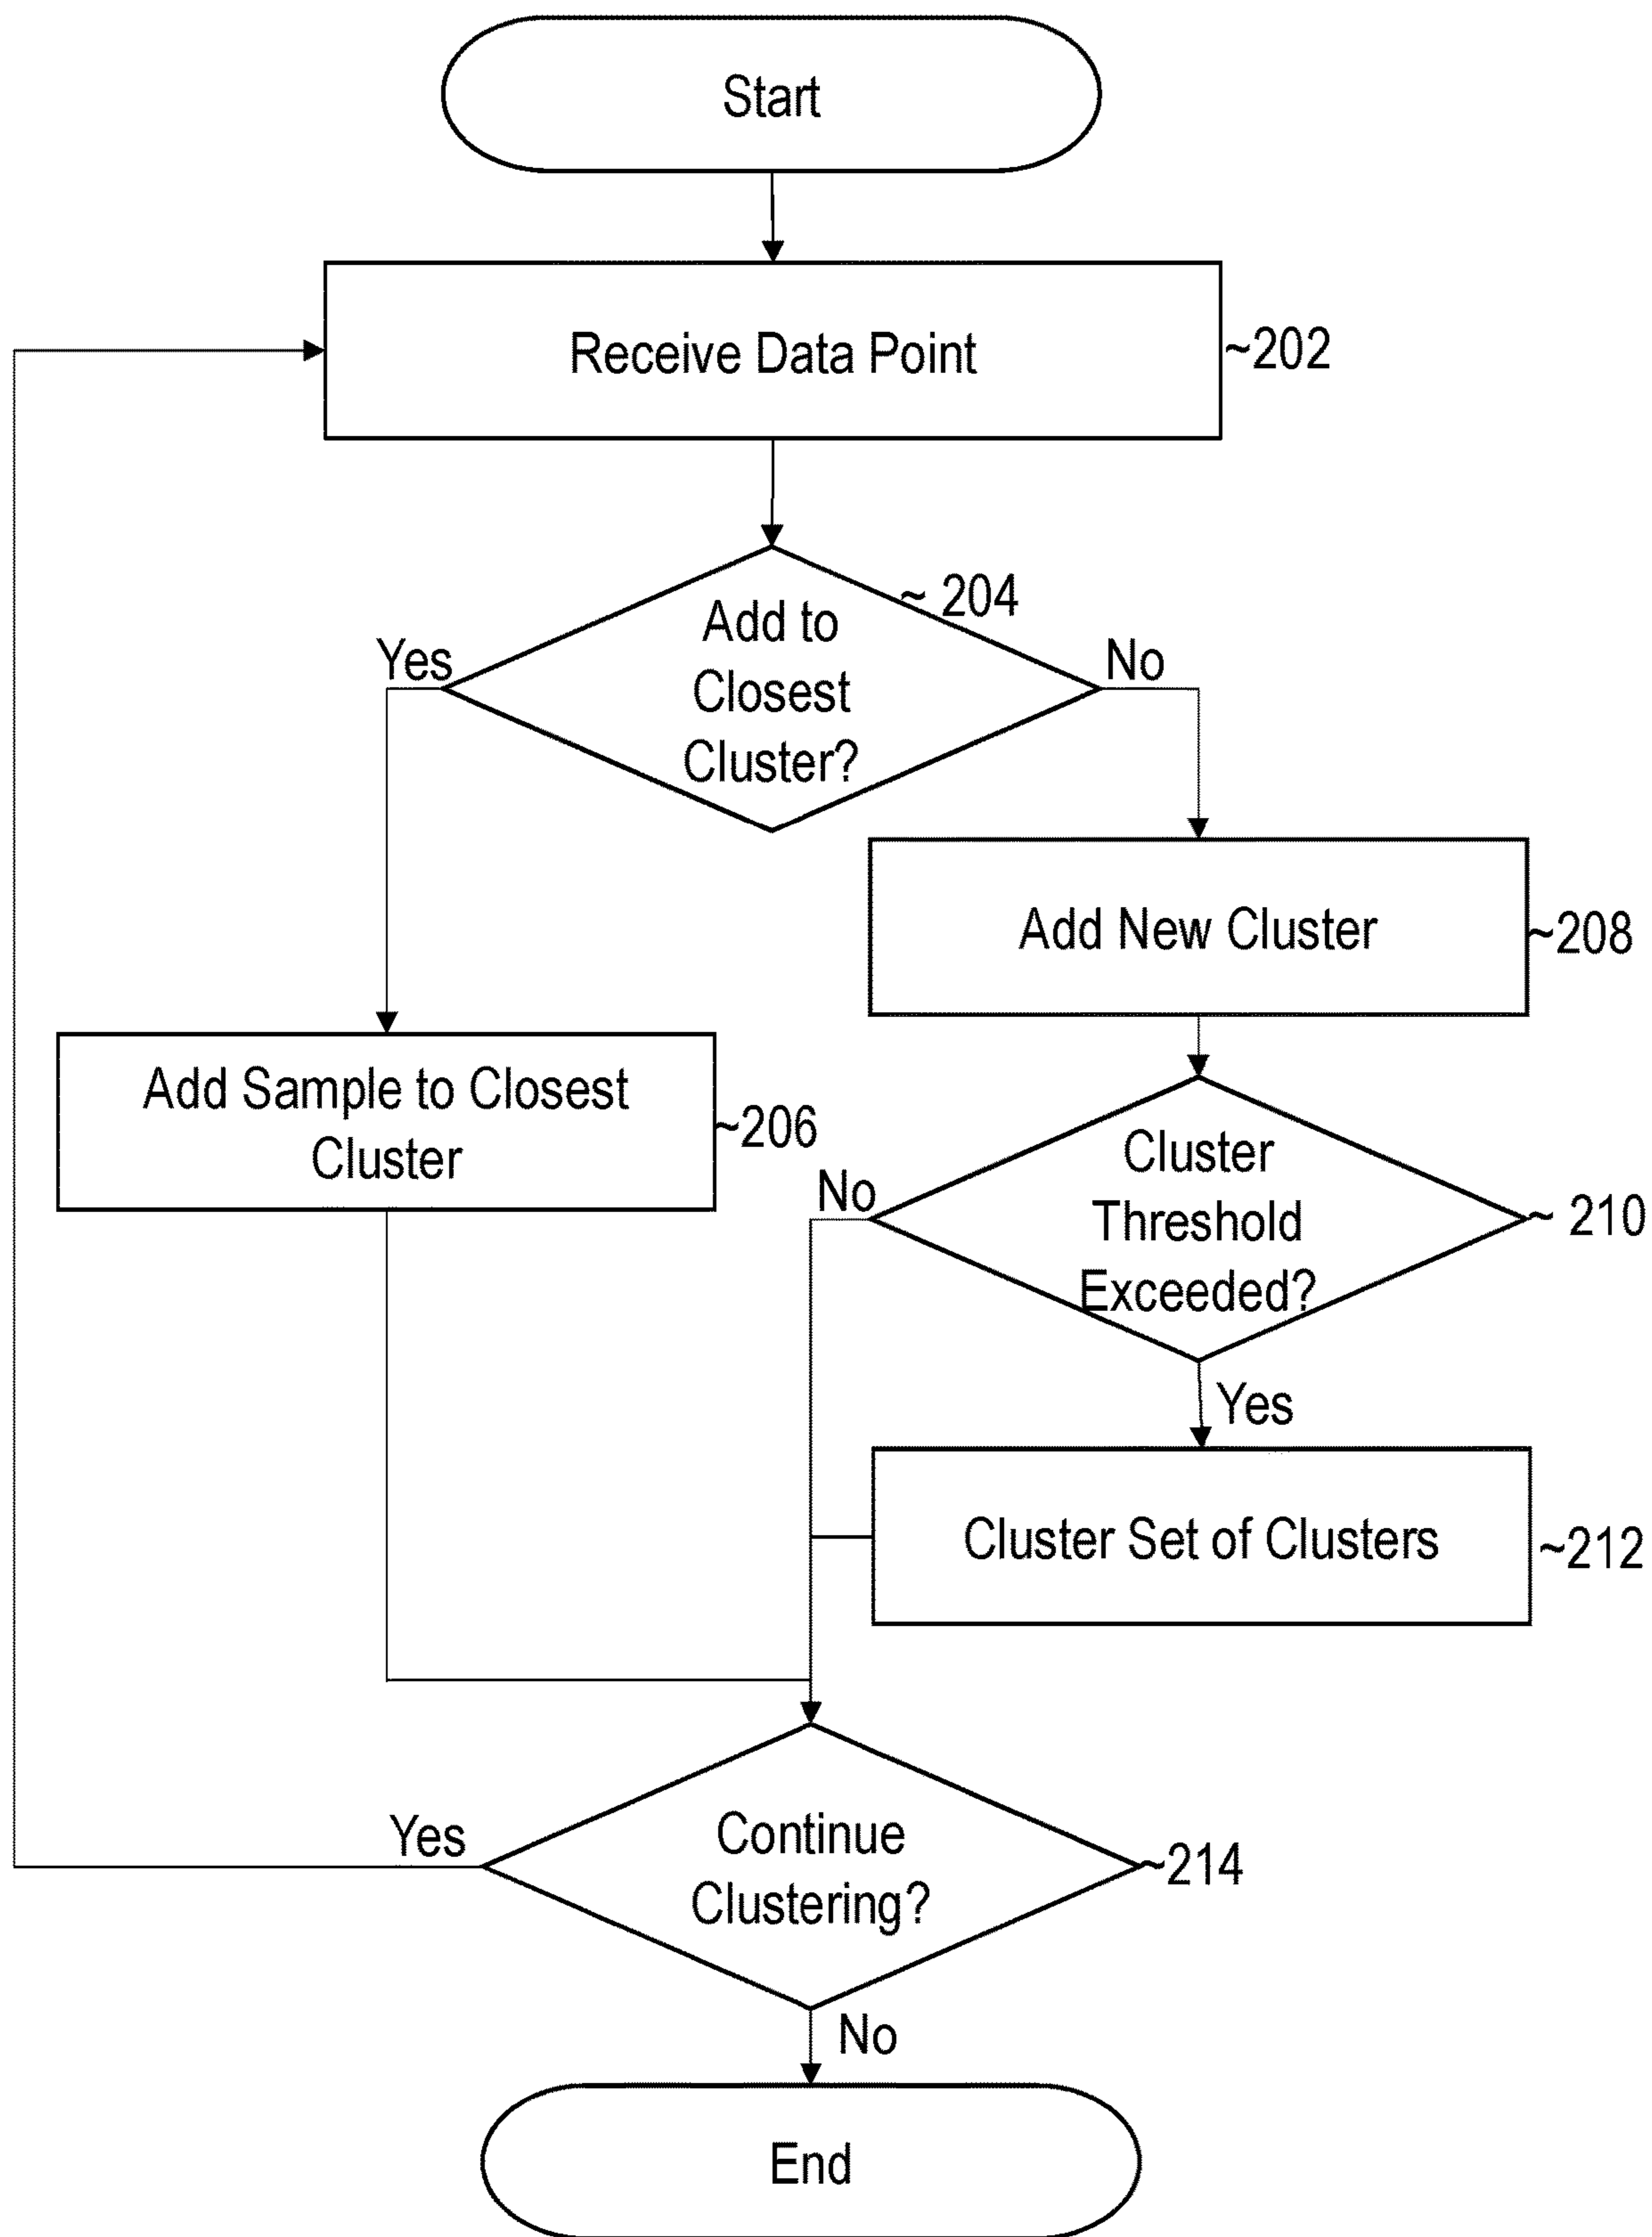 Start
Receive Data Point
~202
~ 204
Add to
Closest
Cluster?
Yes
No
Add New Cluster
~208
Add Sample to Closest
Cluster
~206
Cluster
Threshold
Exceeded?
No
~ 210
Yes
Cluster Set of Clusters
~212
Continue
Clustering?
Yes
~214
No
End